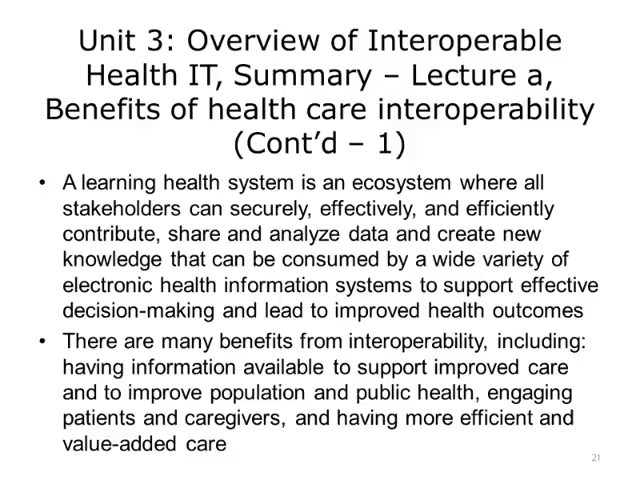 Unit 3: Overview of Interoperable
Health IT, Summary – Lecture a,
Benefits of health care interoperability
(Cont’d – 1)
• A learning health system is an ecosystem where all
stakeholders can securely, effectively, and efficiently
contribute, share and analyze data and create new
knowledge that can be consumed by a wide variety of
electronic health information systems to support effective
decision-making and lead to improved health outcomes
• There are many benefits from interoperability, including:
having information available to support improved care
and to improve population and public health, engaging
patients and caregivers, and having more efficient and
value-added care
21